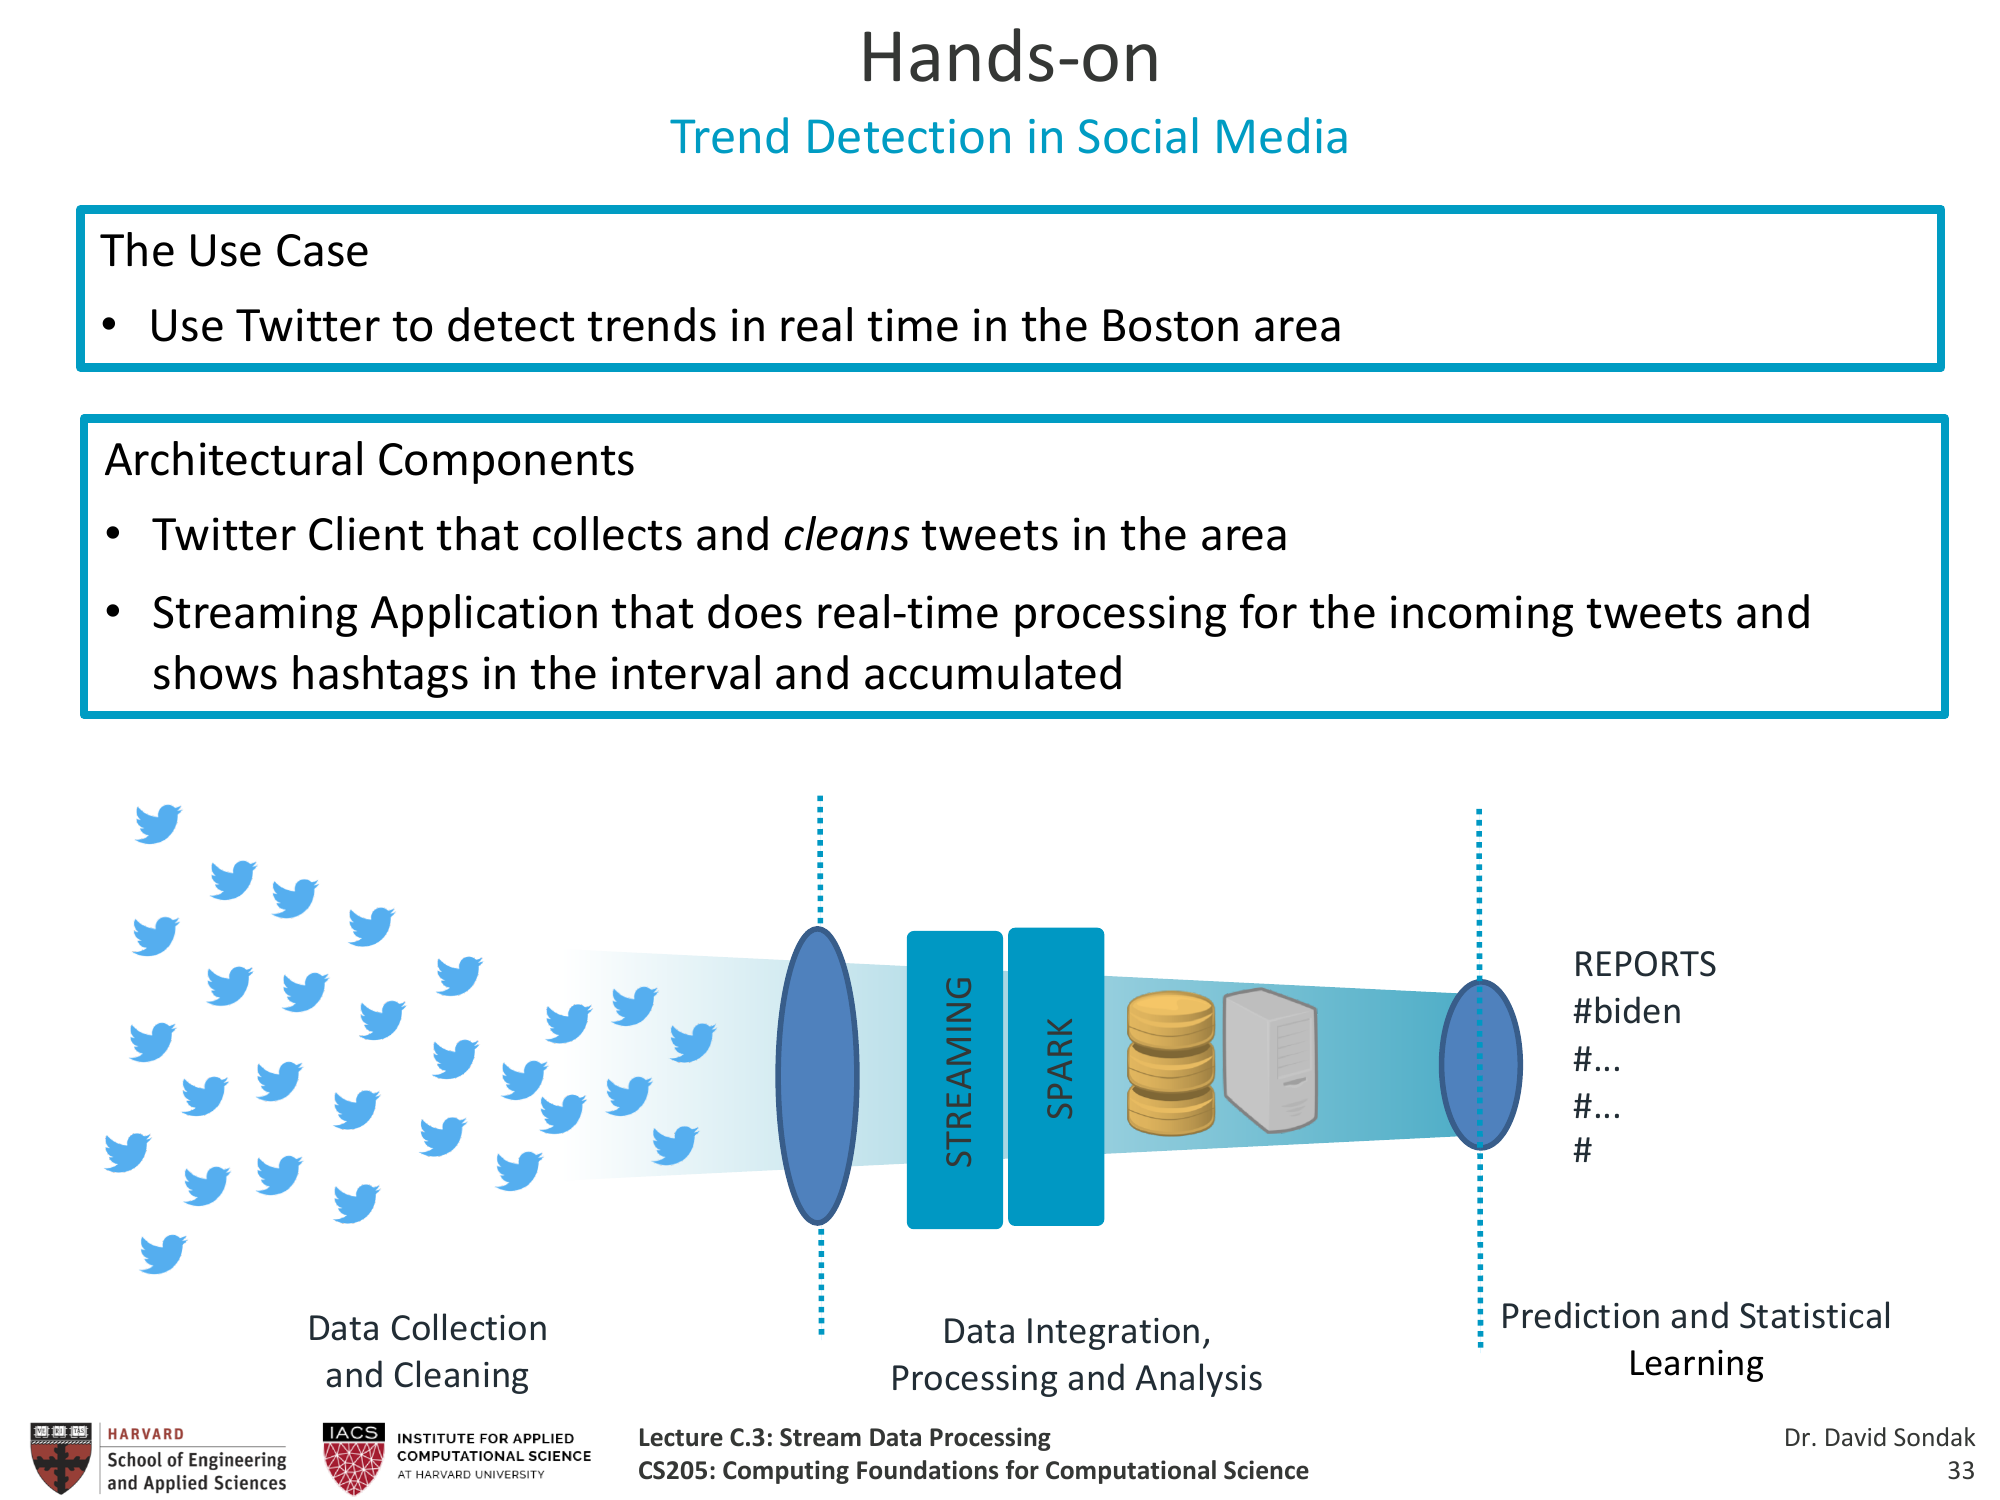 Hands-on
Trend Detection in Social Media
The Use Case
• Use Twitter to detect trends in real time in the Boston area
Architectural Components
• Twitter Client that collects and cleans tweets in the area
• Streaming Application that does real-time processing for the incoming tweets and
shows hashtags in the interval and accumulated
STREAMING
SPARK
REPORTS
#biden
#...
#...
#
Data Collection
and Cleaning
Data Integration,
Processing and Analysis
Prediction and Statistical
Learning
HARVARD
School of Engineering
and Applied Sciences
IACS
INSTITUTE FOR APPLIED
COMPUTATIONAL SCIENCE
AT HARVARD UNIVERSITY
Lecture C.3: Stream Data Processing
CS205: Computing Foundations for Computational Science
Dr. David Sondak
33